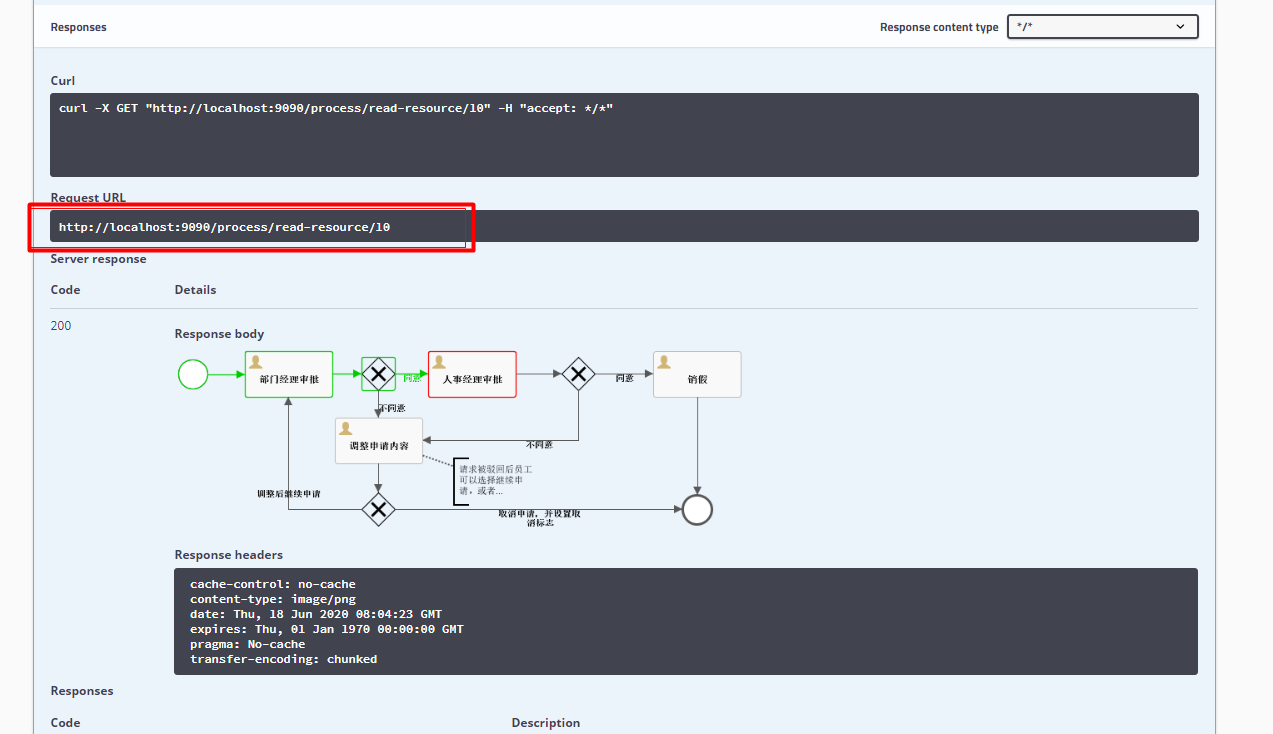 Responses
Response content type */*
Curl
curl -X GET "http://localhost:9090/process/read-resource/10" -H "accept: */*"
Request URL
http://localhost:9090/process/read-resource/10
Server response
Code Details
200
Response body
部门经理审批
同意
人事经理审批
同意
销假
不同意
调整申请内容
不同意
请求被驳回后员工
可以选择继续申
请，或者...
调整后继续申请
取消申请，并设置取
消标志
Response headers
cache-control: no-cache
content-type: image/png
date: Thu, 18 Jun 2020 08:04:23 GMT
expires: Thu, 01 Jan 1970 00:00:00 GMT
pragma: No-cache
transfer-encoding: chunked
Responses
Code Description